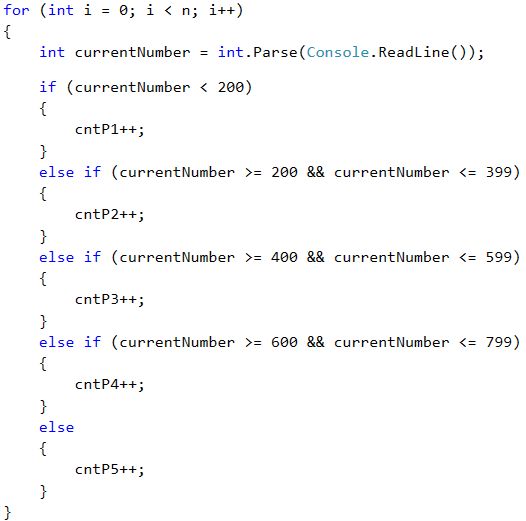 for (int i = 0; i < n; i++)
{
    int currentNumber = int.Parse(Console.ReadLine());
    if (currentNumber < 200)
    {
        cntP1++;
    }
    else if (currentNumber >= 200 && currentNumber <= 399)
    {
        cntP2++;
    }
    else if (currentNumber >= 400 && currentNumber <= 599)
    {
        cntP3++;
    }
    else if (currentNumber >= 600 && currentNumber <= 799)
    {
        cntP4++;
    }
    else
    {
        cntP5++;
    }
}